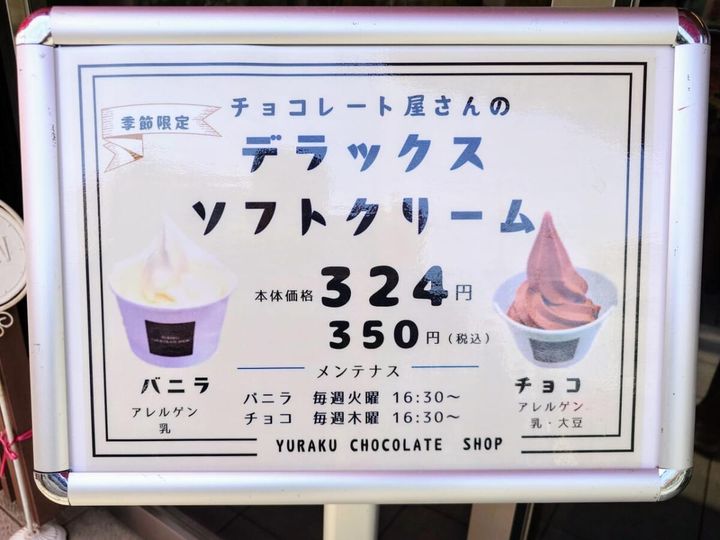 季節限定
チョコレート屋さんの
デラックス
ソフトクリーム
本体価格 324円
350円(税込)
メンテナス
バニラ 毎週火曜 16:30〜
チョコ 毎週木曜 16:30〜
バニラ
アレルゲン
乳
チョコ
アレルゲン
乳・大豆
YURAKU CHOCOLATE SHOP